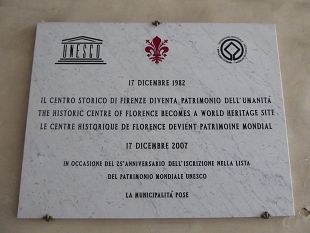 UNESCO
17 DICEMBRE 1982
IL CENTRO STORICO DI FIRENZE DIVENTA PATRIMONIO DELL'UMANITÀ
THE HISTORIC CENTRE OF FLORENCE BECOMES A WORLD HERITAGE SITE
LE CENTRE HISTORIQUE DE FLORENCE DEVIENT PATRIMOINE MONDIAL
17 DICEMBRE 2007
IN OCCASIONE DEL 25° ANNIVERSARIO DELL'ISCRIZIONE NELLA LISTA
DEL PATRIMONIO MONDIALE UNESCO
LA MUNICIPALITÀ POSE